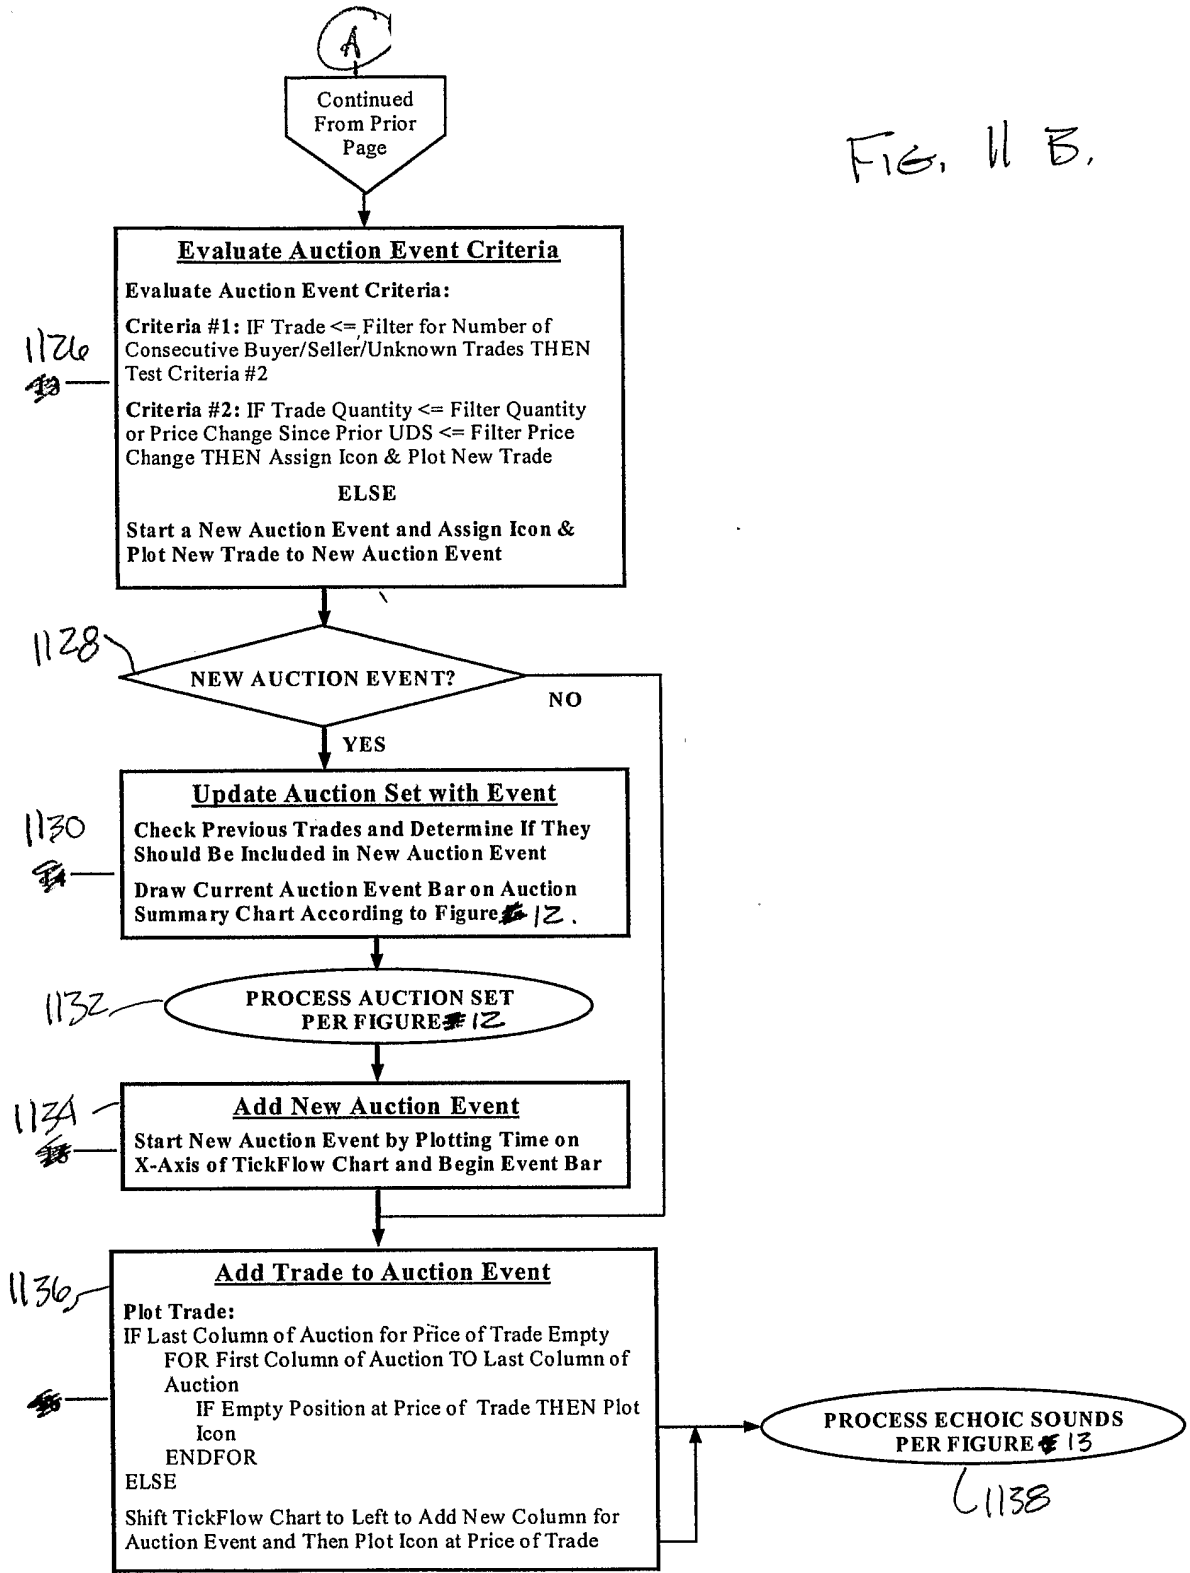 A
Continued
From Prior
Page
FIG. 11 B.
Evaluate Auction Event Criteria
Evaluate Auction Event Criteria:
Criteria #1: IF Trade <= Filter for Number of
Consecutive Buyer/Seller/Unknown Trades THEN
Test Criteria #2
1126
Criteria #2: IF Trade Quantity <= Filter Quantity
or Price Change Since Prior UDS <= Filter Price
Change THEN Assign Icon & Plot New Trade
ELSE
Start a New Auction Event and Assign Icon &
Plot New Trade to New Auction Event
1128
NEW AUCTION EVENT?
NO
YES
Update Auction Set with Event
1130
Check Previous Trades and Determine If They
Should Be Included in New Auction Event
Draw Current Auction Event Bar on Auction
Summary Chart According to Figure 12.
1132
PROCESS AUCTION SET
PER FIGURE 12
1134
Add New Auction Event
Start New Auction Event by Plotting Time on
X-Axis of TickFlow Chart and Begin Event Bar
1136
Add Trade to Auction Event
Plot Trade:
IF Last Column of Auction for Price of Trade Empty
FOR First Column of Auction TO Last Column of
Auction
IF Empty Position at Price of Trade THEN Plot
Icon
ENDFOR
ELSE
Shift TickFlow Chart to Left to Add New Column for
Auction Event and Then Plot Icon at Price of Trade
PROCESS ECHOIC SOUNDS
PER FIGURE 13
1138